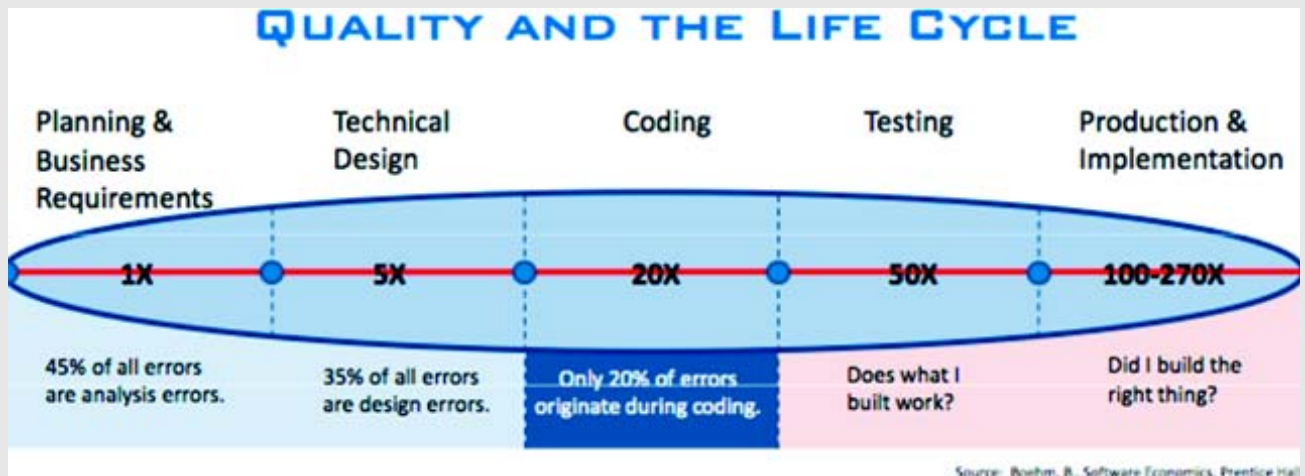 QUALITY AND THE LIFE CYCLE
Planning &
Business
Requirements
Technical
Design
Coding
Testing
Production &
Implementation
1X
5X
20X
50X
100-270X
45% of all errors
are analysis errors.
35% of all errors
are design errors.
Only 20% of errors
originate during coding.
Does what I
built work?
Did I build the
right thing?
Source: Boehm, B. Software Economics, Prentice Hall